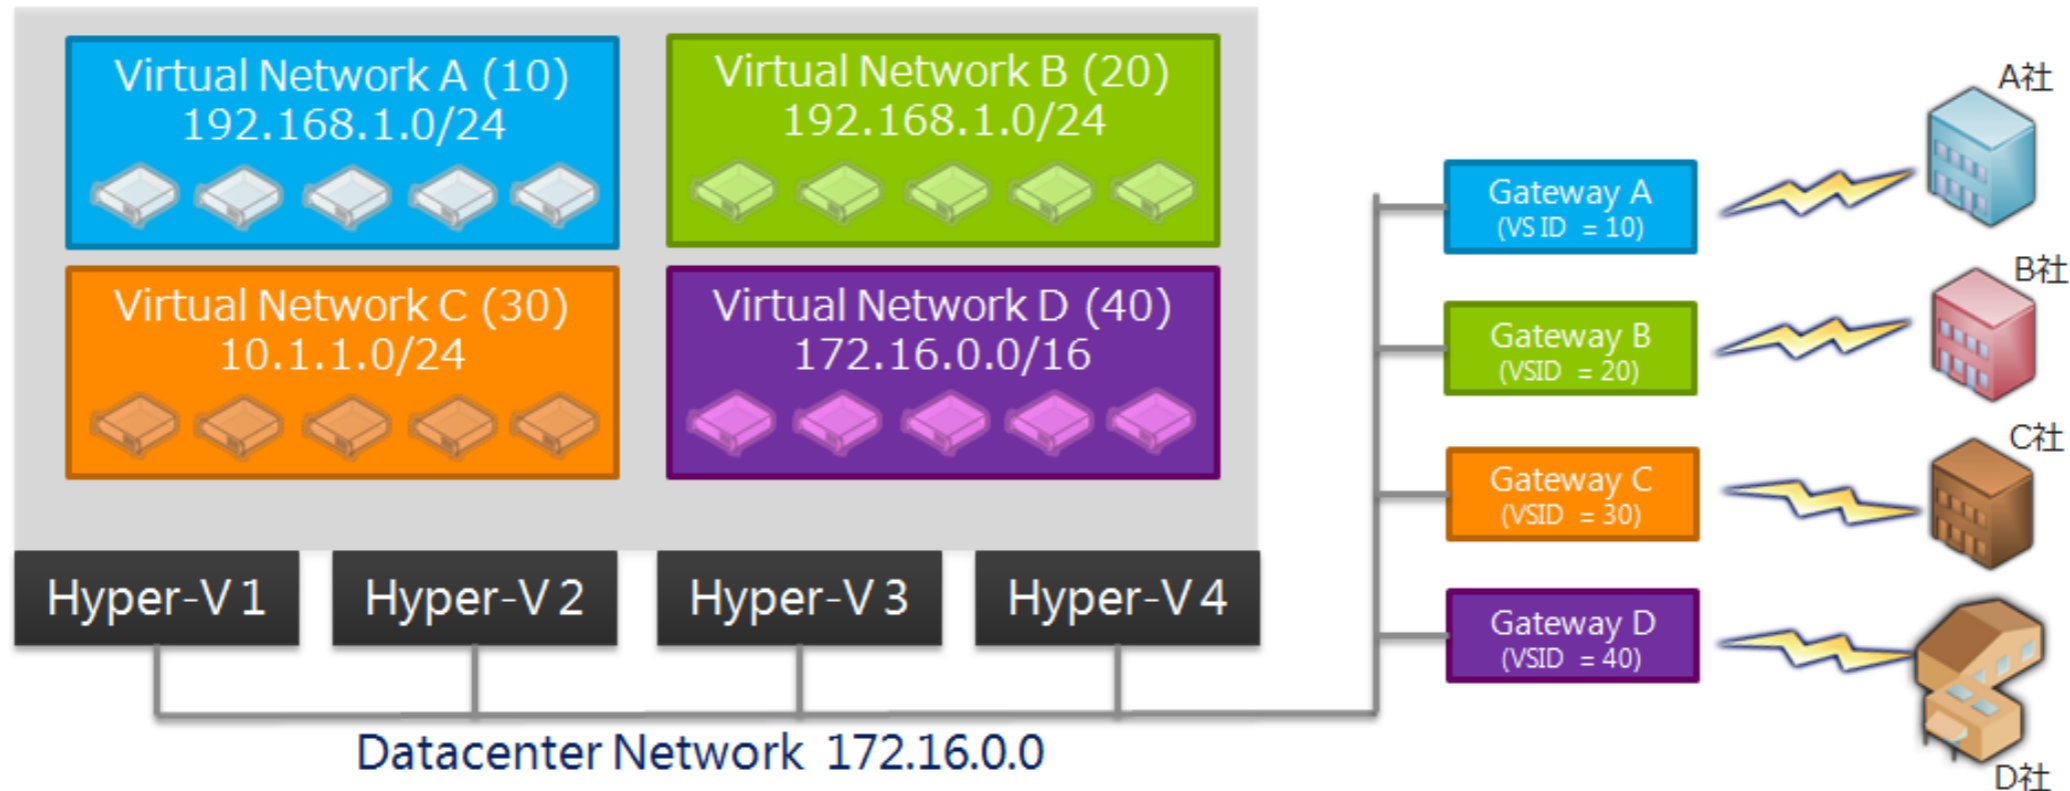 Virtual Network A (10)
192.168.1.0/24
Virtual Network B (20)
192.168.1.0/24
Virtual Network C (30)
10.1.1.0/24
Virtual Network D (40)
172.16.0.0/16
Hyper-V 1
Hyper-V 2
Hyper-V 3
Hyper-V 4
Datacenter Network 172.16.0.0
Gateway A
(VS ID = 10)
Gateway B
(VSID = 20)
Gateway C
(VSID = 30)
Gateway D
(VSID = 40)
A社
B社
C社
D社